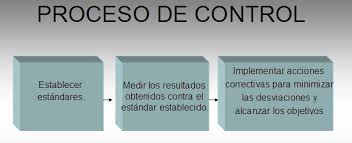 PROCESO DE CONTROL
Establecer
estándares.
Medir los resultados
obtenidos contra el
estándar establecido.
Implementar acciones
correctivas para minimizar
las desviaciones y
alcanzar los objetivos